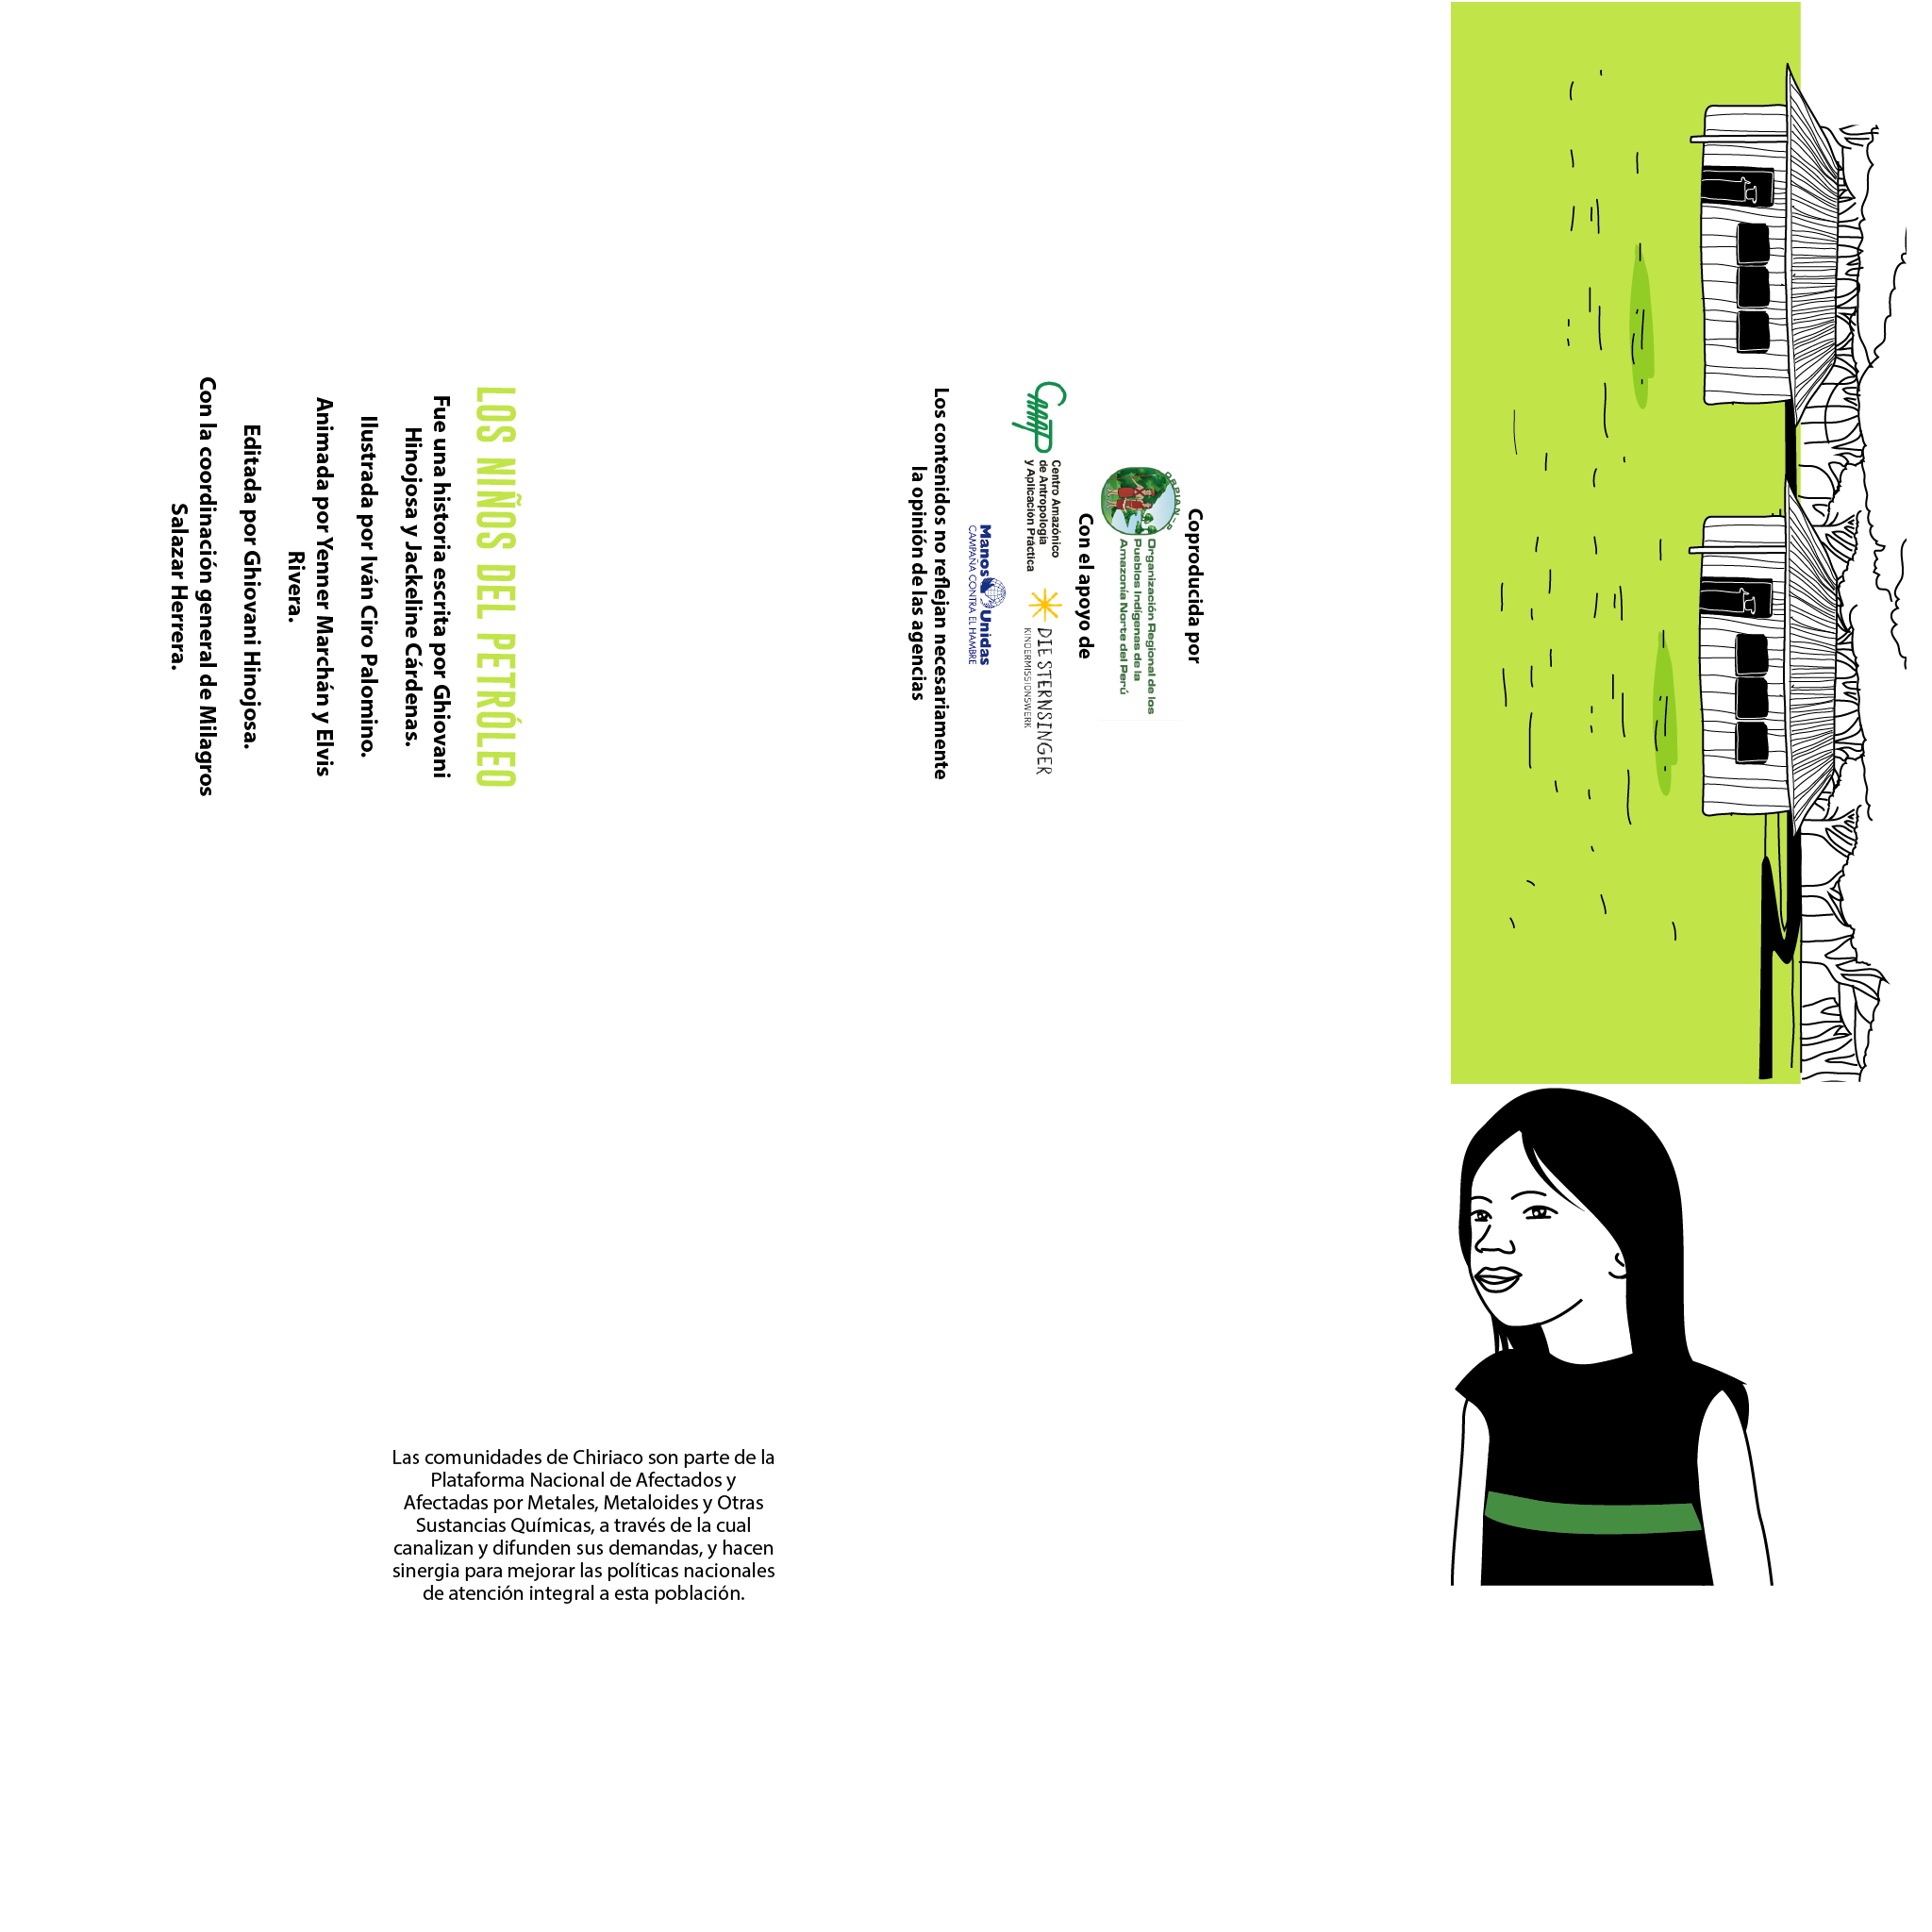 LOS NIÑOS DEL PETRÓLEO
Fue una historia escrita por Ghiovani
Hinojosa y Jackeline Cárdenas.
Ilustrada por Iván Ciro Palomino.
Animada por Yenner Marchán y Elvis
Rivera.
Editada por Ghiovani Hinojosa.
Con la coordinación general de Milagros
Salazar Herrera.
Coproducida por
ORPIAN-P
Organización Regional de los
Pueblos Indígenas de la
Amazonía Norte del Perú
Con el apoyo de
CAAAP
Centro Amazónico
de Antropología
y Aplicación Práctica
DIE STERNSINGER
KINDERMISSIONSWERK
Manos Unidas
CAMPAÑA CONTRA EL HAMBRE
Los contenidos no reflejan necesariamente
la opinión de las agencias
Las comunidades de Chiriaco son parte de la
Plataforma Nacional de Afectados y
Afectadas por Metales, Metaloides y Otras
Sustancias Químicas, a través de la cual
canalizan y difunden sus demandas, y hacen
sinergia para mejorar las políticas nacionales
de atención integral a esta población.